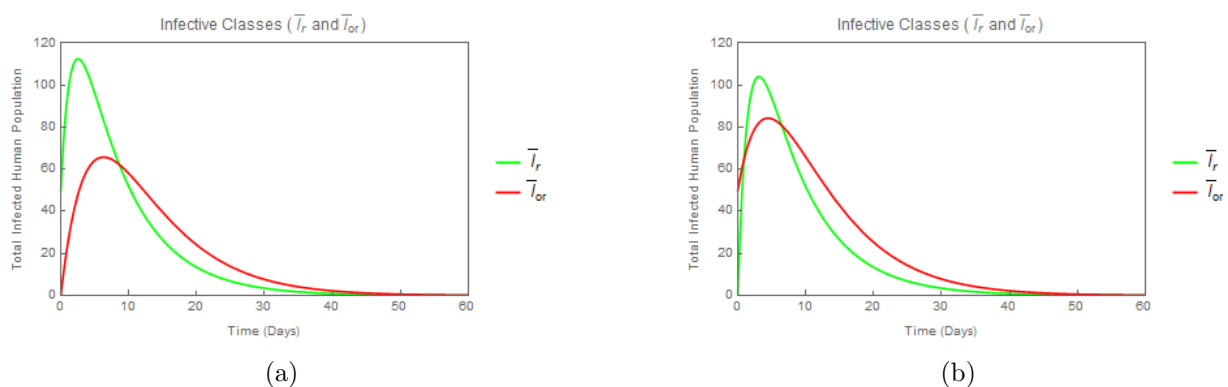 Infective Classes ( I̅r and I̅or)
120
100
80
60
40
20
0
0 10 20 30 40 50 60
Total Infected Human Population
Time (Days)
I̅r
I̅or
(a)
Infective Classes ( I̅r and I̅or)
120
100
80
60
40
20
0
0 10 20 30 40 50 60
Total Infected Human Population
Time (Days)
I̅r
I̅or
(b)